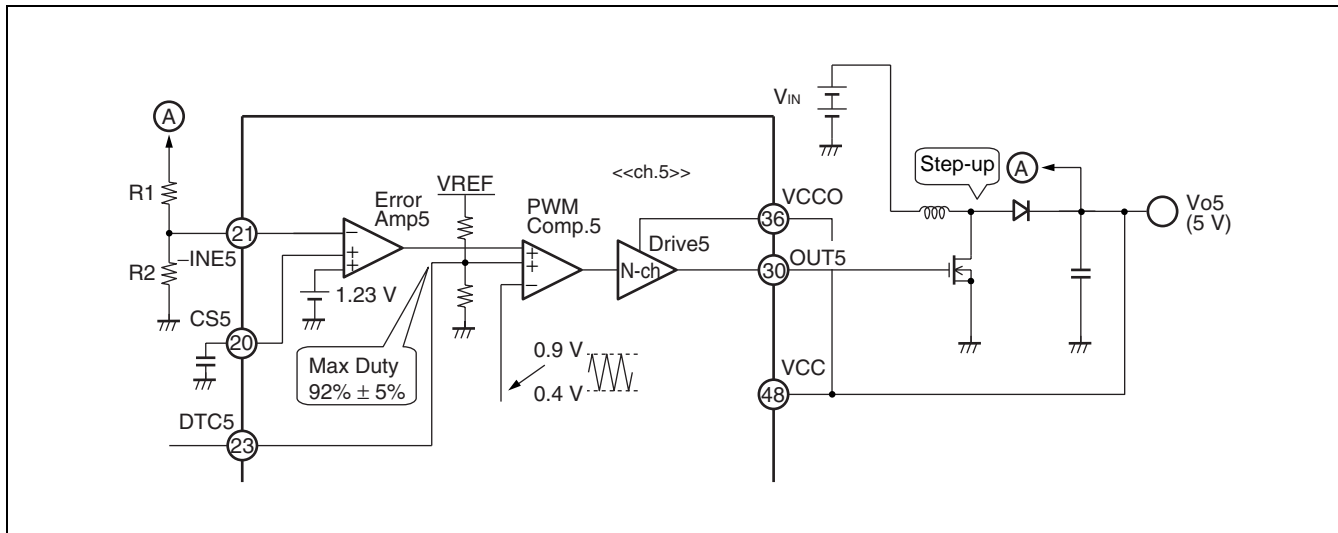 A
R1
R2
21
−INE5
CS5
20
DTC5
23
Error
Amp5
1.23 V
VREF
Max Duty
92% ± 5%
PWM
Comp.5
0.9 V
0.4 V
<<ch.5>>
Drive5
N-ch
VCCO
36
OUT5
30
VCC
48
VIN
Step-up
A
Vo5
(5 V)